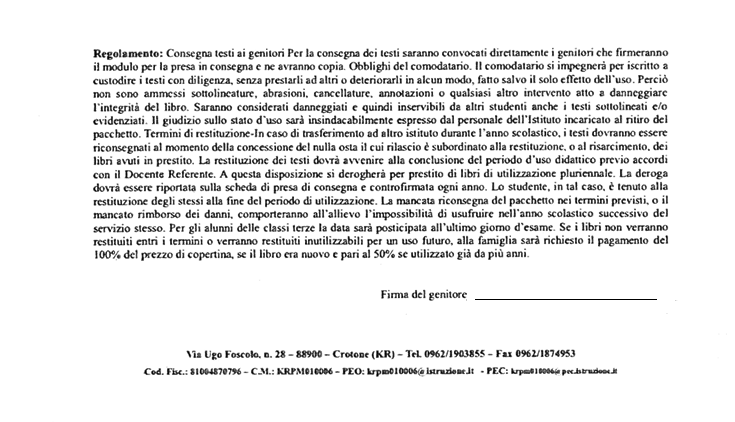 Regolamento: Consegna testi ai genitori Per la consegna dei testi saranno convocati direttamente i genitori che firmeranno
il modulo per la presa in consegna e ne avranno copia. Obblighi del comodatario. Il comodatario si impegnerà per iscritto a
custodire i testi con diligenza, senza prestarli ad altri o deteriorarli in alcun modo, fatto salvo il solo effetto dell'uso. Perciò
non sono ammessi sottolineature, abrasioni, cancellature, annotazioni o qualsiasi altro intervento atto a danneggiare
l'integrità del libro. Saranno considerati danneggiati e quindi inservibili da altri studenti anche i testi sottolineati e/o
evidenziati. Il giudizio sullo stato d'uso sarà insindacabilmente espresso dal personale dell'Istituto incaricato al ritiro del
pacchetto. Termini di restituzione-In caso di trasferimento ad altro istituto durante l'anno scolastico, i testi dovranno essere
riconsegnati al momento della concessione del nulla osta il cui rilascio è subordinato alla restituzione, o al risarcimento, dei
libri avuti in prestito. La restituzione dei testi dovrà avvenire alla conclusione del periodo d'uso didattico previo accordi
con il Docente Referente. A questa disposizione si derogherà per prestito di libri di utilizzazione pluriennale. La deroga
dovrà essere riportata sulla scheda di presa di consegna e controfirmata ogni anno. Lo studente, in tal caso, è tenuto alla
restituzione degli stessi alla fine del periodo di utilizzazione. La mancata riconsegna del pacchetto nei termini previsti, o il
mancato rimborso dei danni, comporteranno all'allievo l'impossibilità di usufruire nell'anno scolastico successivo del
servizio stesso. Per gli alunni delle classi terze la data sarà posticipata all'ultimo giorno d'esame. Se i libri non verranno
restituiti entro i termini o verranno restituiti inutilizzabili per un uso futuro, alla famiglia sarà richiesto il pagamento del
100% del prezzo di copertina, se il libro era nuovo e pari al 50% se utilizzato già da più anni.
Firma del genitore
Via Ugo Foscolo, n. 28 – 88900 – Crotone (KR) – Tel. 0962/1903855 – Fax 0962/1874953
Cod. Fisc.: 81004870796 – C.M.: KRPM010006 – PEO: krpm010006@istruzione.it - PEC: krpm010006@pec.istruzione.it